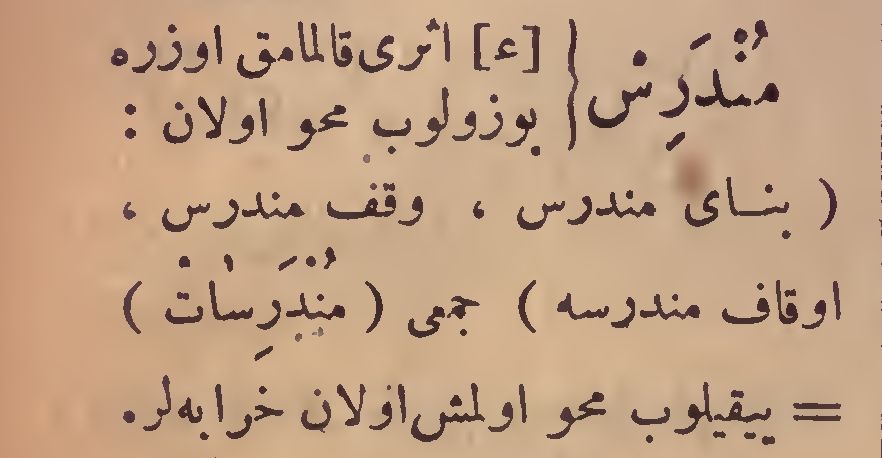 مُنْدَرِسْ { [ع] اثری قالمامق اوزره
بوزولوب محو اولان :
( بنـای مندرس ، وقف مندرس ،
اوقاف مندرسه ) جمعی ( مُنْدَرِسَاتْ )
= ییقیلوب محو اولمش اولان خرابه‌لر.